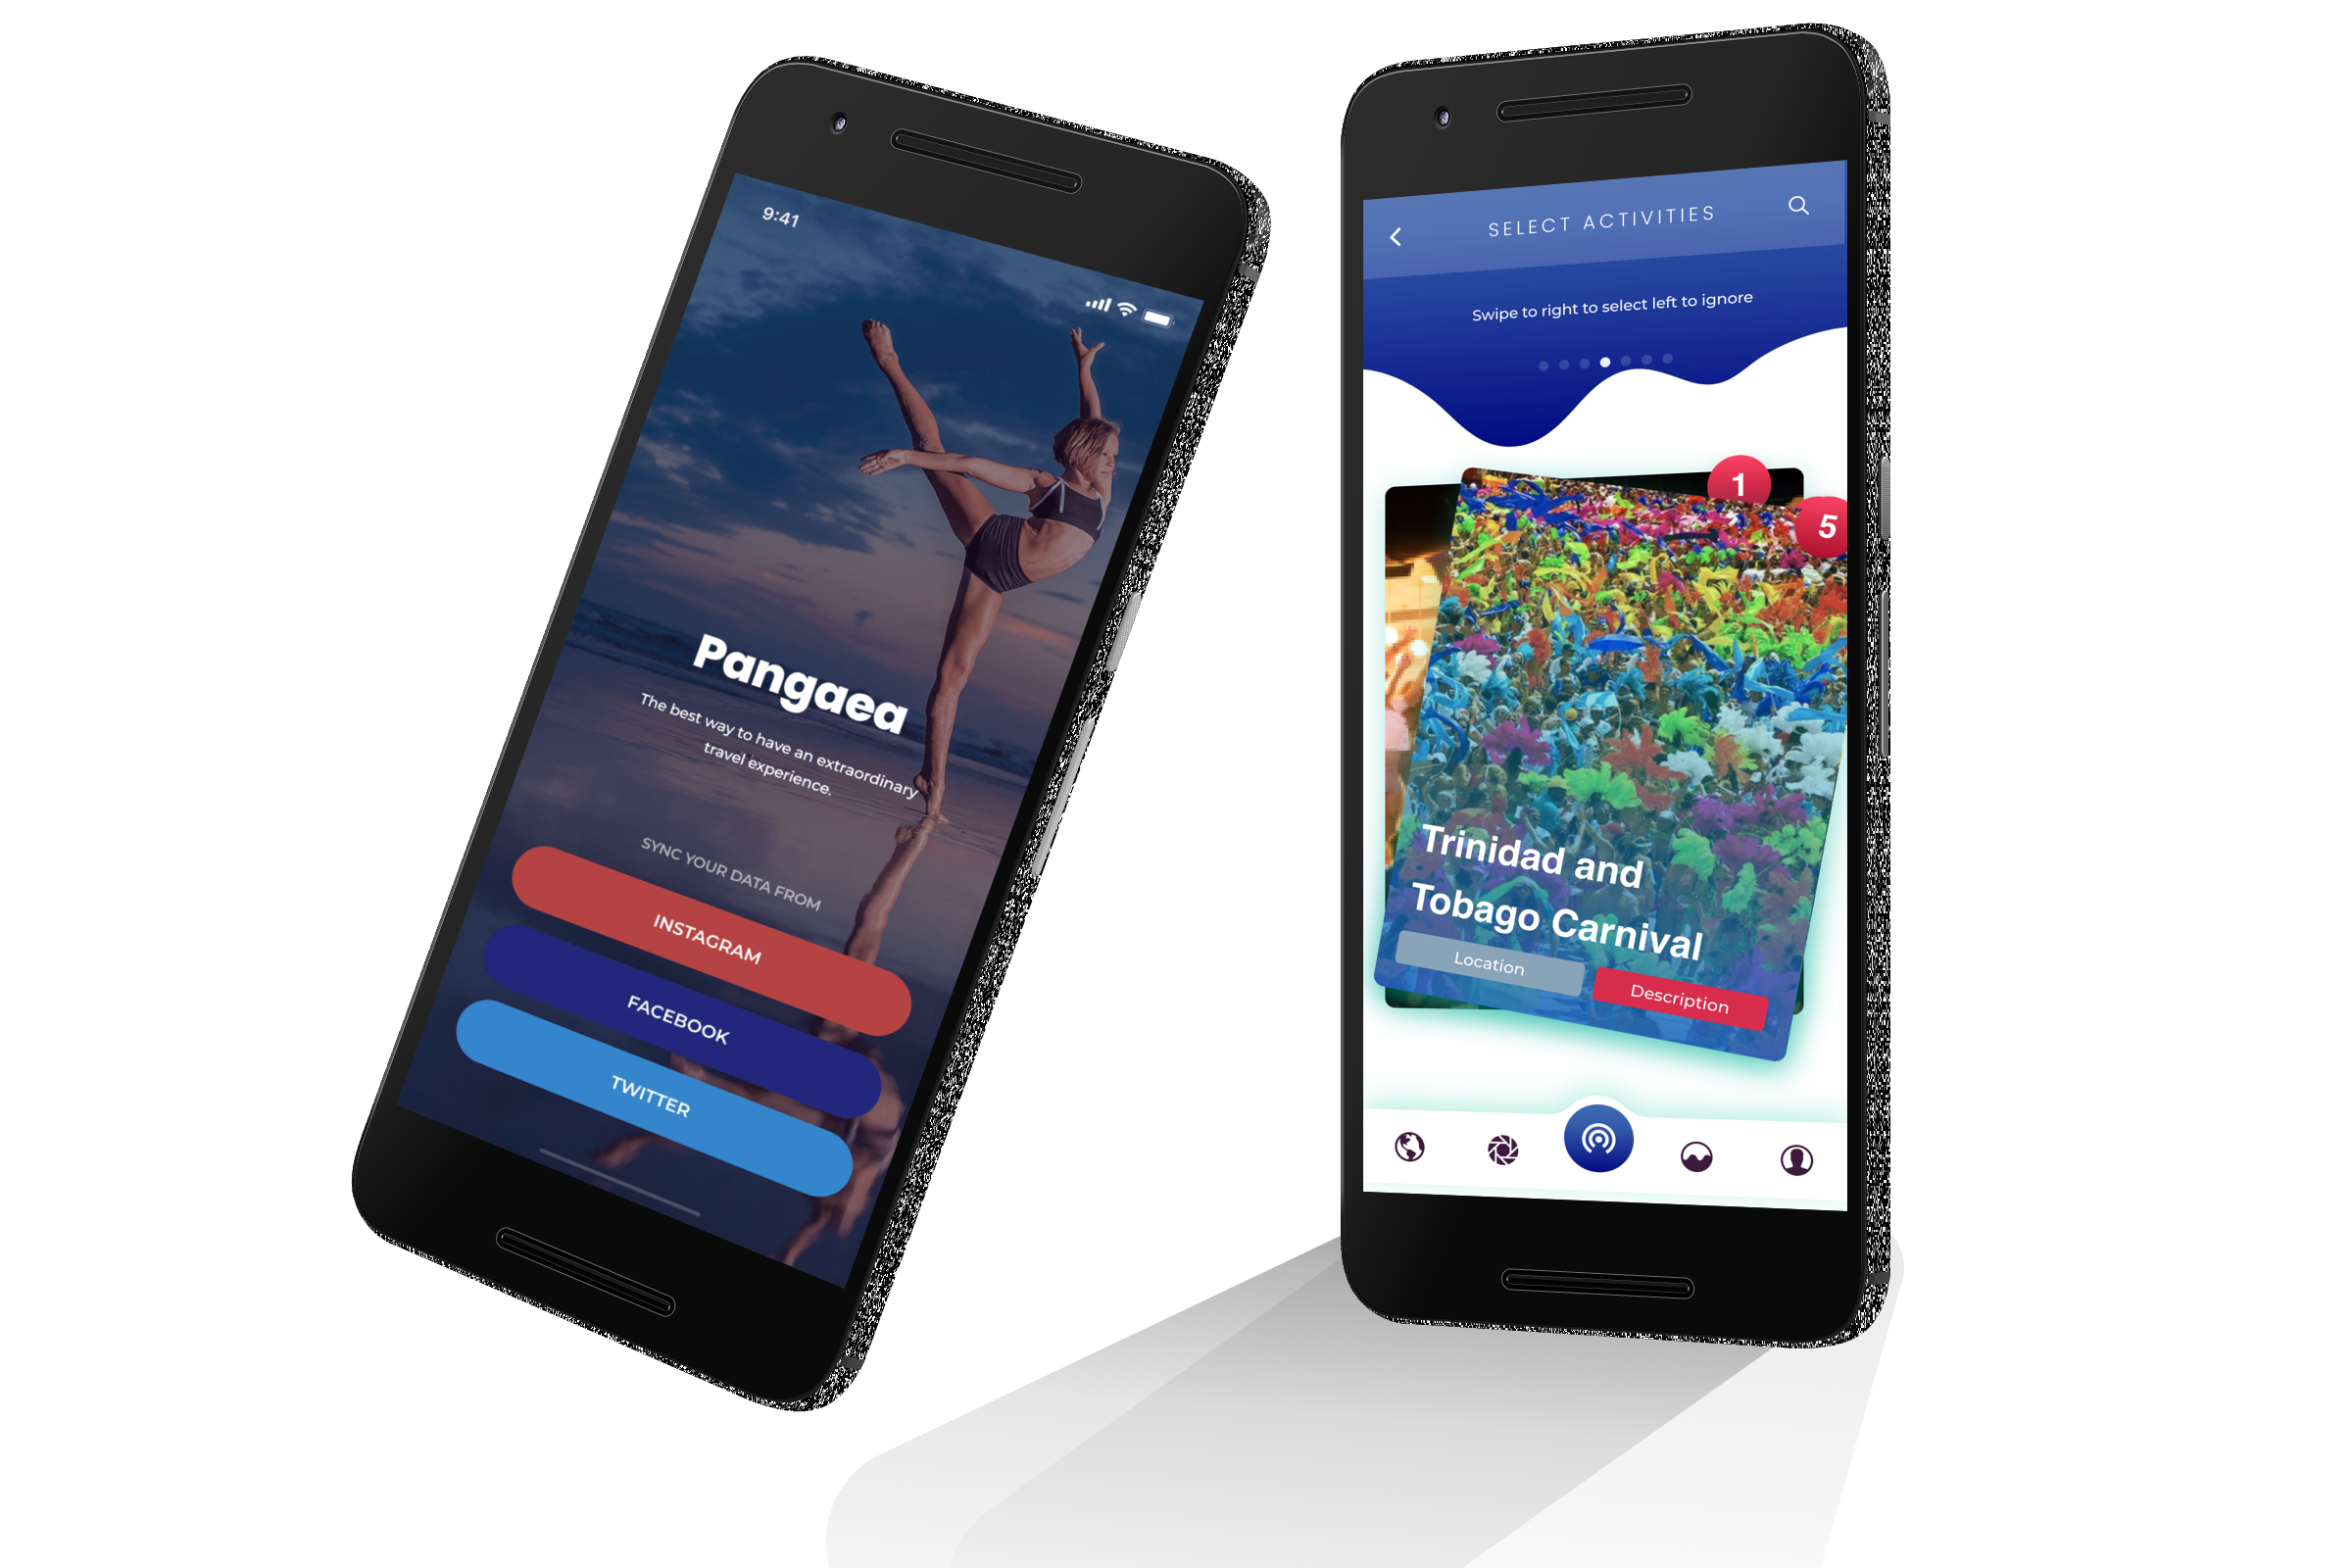 9:41
Pangaea
The best way to have an extraordinary
travel experience.
SYNC YOUR DATA FROM
INSTAGRAM
FACEBOOK
TWITTER
SELECT ACTIVITIES
Swipe to right to select left to ignore
1
5
Trinidad and
Tobago Carnival
Location
Description